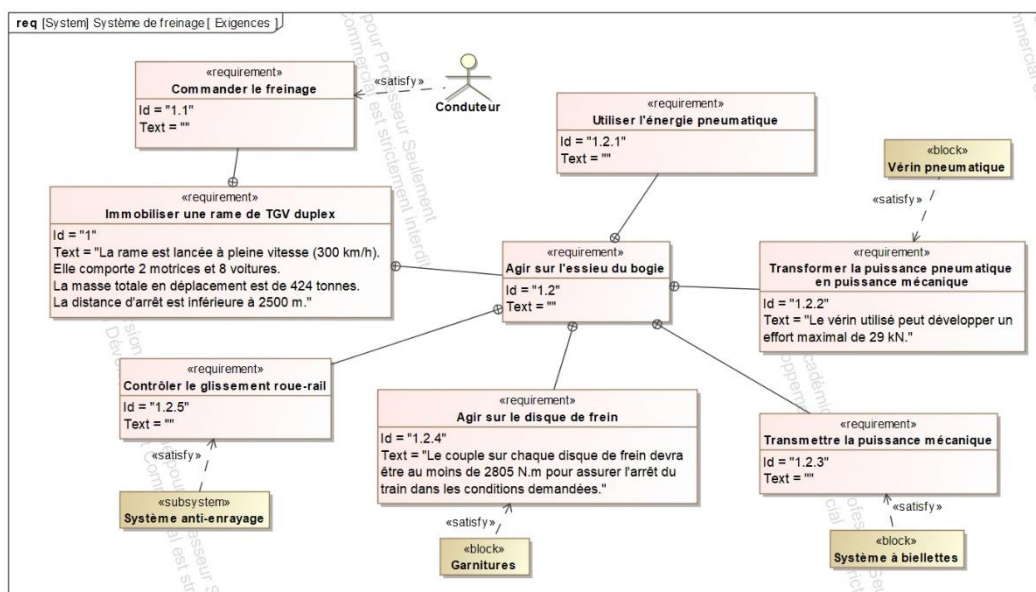 req [System] Système de freinage [ Exigences ]
«requirement»
Commander le freinage
Id = "1.1"
Text = ""
«satisfy»
Conduteur
«requirement»
Utiliser l'énergie pneumatique
Id = "1.2.1"
Text = ""
«block»
Vérin pneumatique
«satisfy»
«requirement»
Immobiliser une rame de TGV duplex
Id = "1"
Text = "La rame est lancée à pleine vitesse (300 km/h).
Elle comporte 2 motrices et 8 voitures.
La masse totale en déplacement est de 424 tonnes.
La distance d'arrêt est inférieure à 2500 m."
«requirement»
Agir sur l'essieu du bogie
Id = "1.2"
Text = ""
«requirement»
Transformer la puissance pneumatique
en puissance mécanique
Id = "1.2.2"
Text = "Le vérin utilisé peut développer un
effort maximal de 29 kN."
«requirement»
Contrôler le glissement roue-rail
Id = "1.2.5"
Text = ""
«satisfy»
«subsystem»
Système anti-enrayage
«requirement»
Agir sur le disque de frein
Id = "1.2.4"
Text = "Le couple sur chaque disque de frein devra
être au moins de 2805 N.m pour assurer l'arrêt du
train dans les conditions demandées."
«satisfy»
«block»
Garnitures
«requirement»
Transmettre la puissance mécanique
Id = "1.2.3"
Text = ""
«satisfy»
«block»
Système à biellettes
pour Professeur Seulement
commercial est strictement interdit